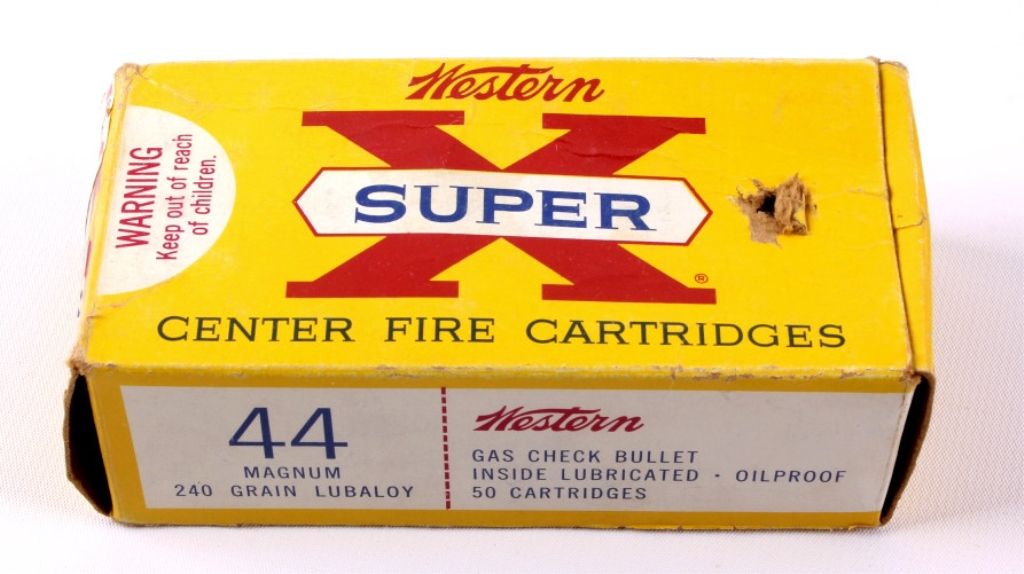 Western
X
SUPER
®
CENTER FIRE CARTRIDGES
WARNING
Keep out of reach
of children.
44
MAGNUM
240 GRAIN LUBALOY
Western
GAS CHECK BULLET
INSIDE LUBRICATED · OILPROOF
50 CARTRIDGES